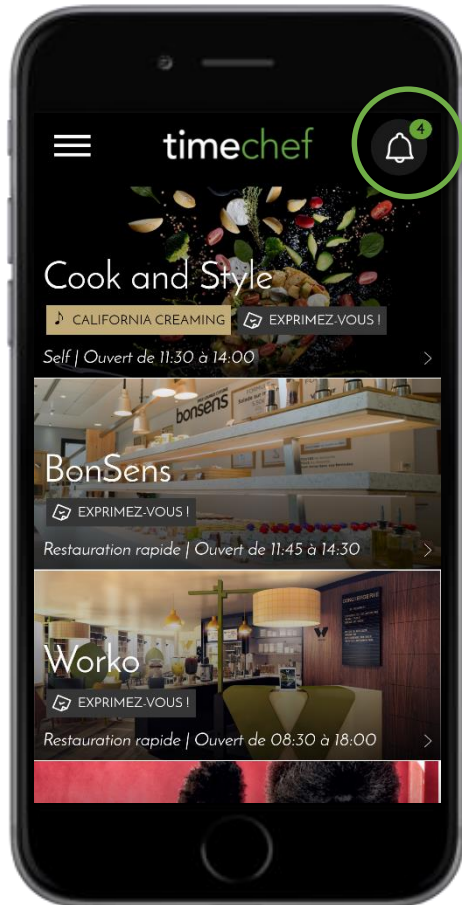 timechef
4
Cook and Style
♪ CALIFORNIA CREAMING EXPRIMEZ-VOUS !
Self | Ouvert de 11:30 à 14:00
bonsens
BonSens
EXPRIMEZ-VOUS !
Restauration rapide | Ouvert de 11:45 à 14:30
Worko
EXPRIMEZ-VOUS !
Restauration rapide | Ouvert de 08:30 à 18:00